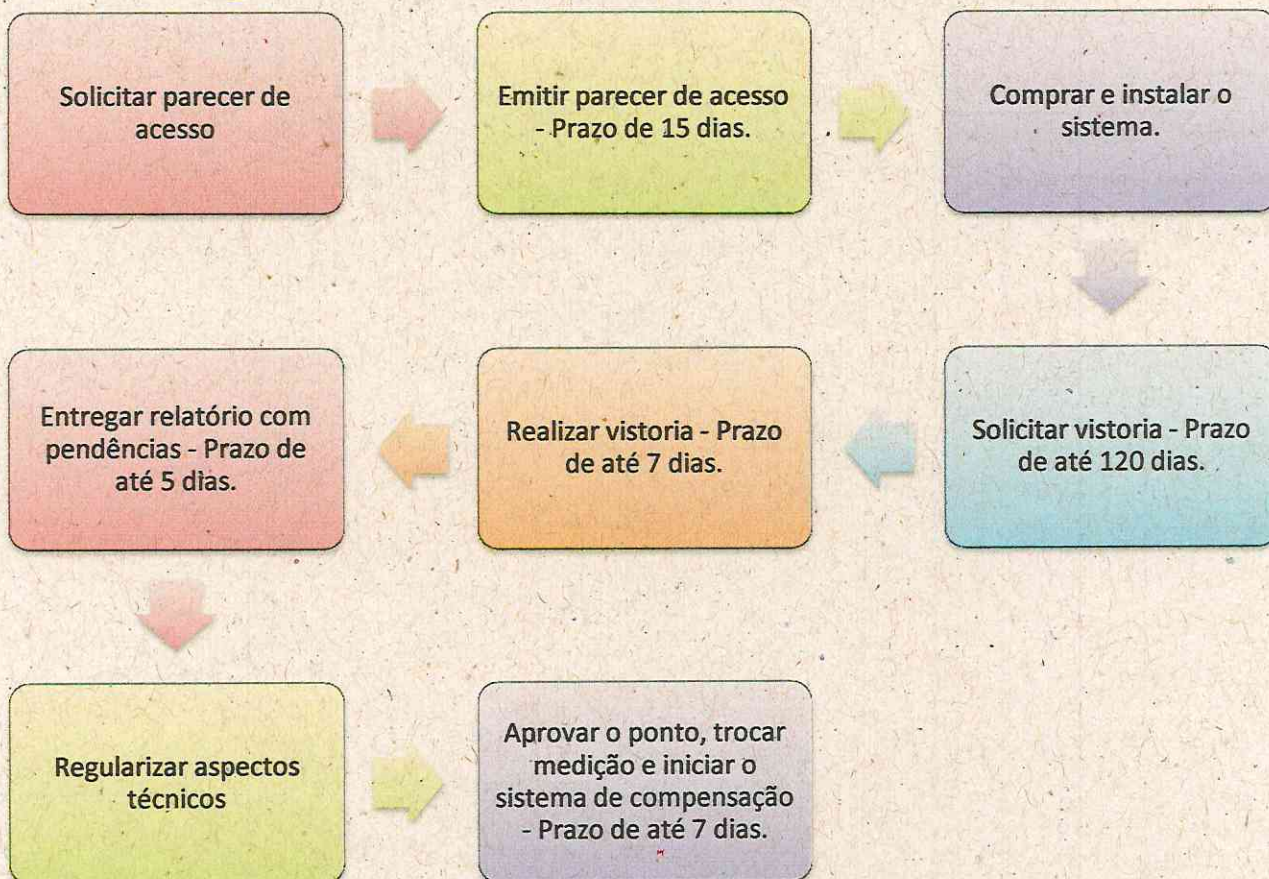 Solicitar parecer de
acesso
Emitir parecer de acesso
- Prazo de 15 dias.
Comprar e instalar o
sistema.
Solicitar vistoria - Prazo
de até 120 dias.
Realizar vistoria - Prazo
de até 7 dias.
Entregar relatório com
pendências - Prazo de
até 5 dias.
Regularizar aspectos
técnicos
Aprovar o ponto, trocar
medição e iniciar o
sistema de compensação
- Prazo de até 7 dias.